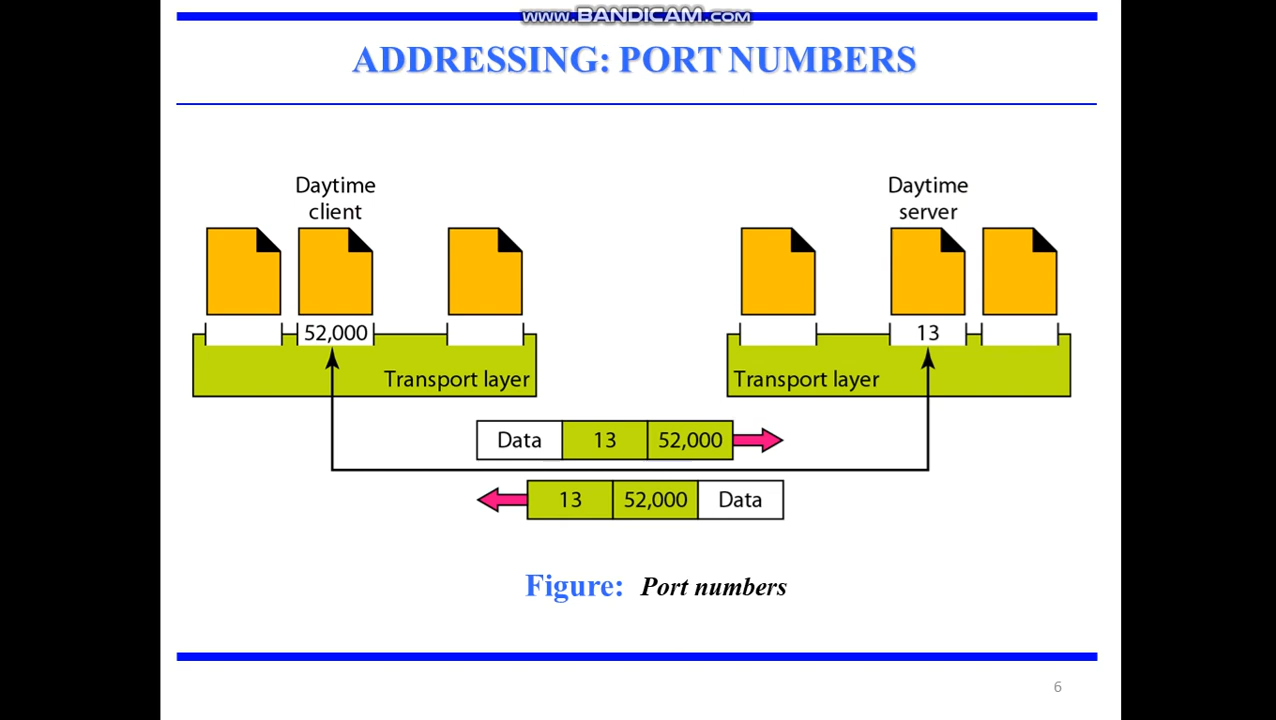 WWW.BANDICAM.COM
ADDRESSING: PORT NUMBERS
Daytime
client
Daytime
server
52,000
13
Transport layer
Transport layer
Data 13 52,000
13 52,000 Data
Figure: Port numbers
6